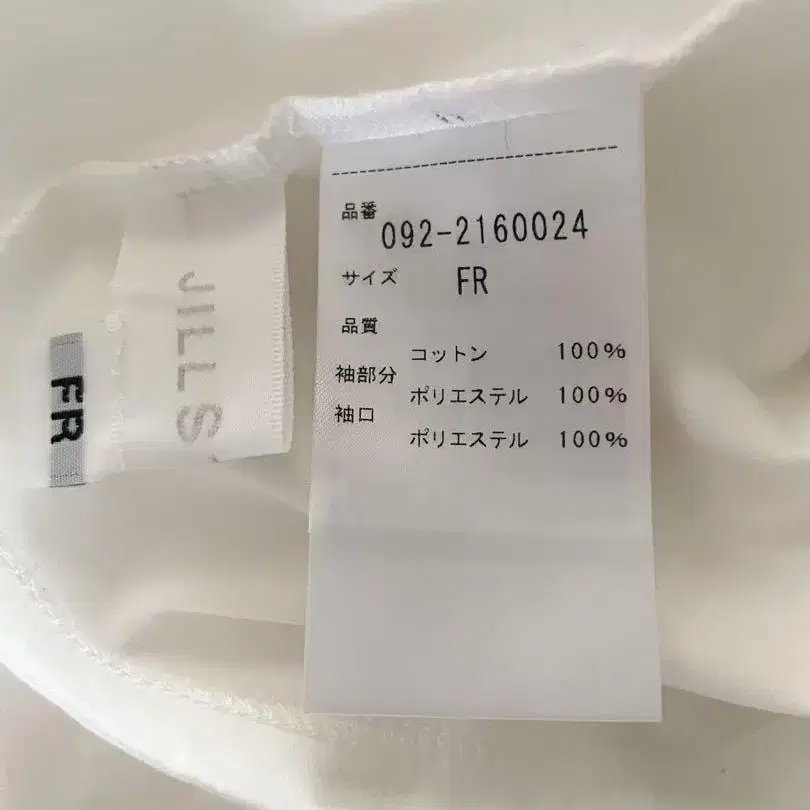 品番
092-2160024
サイズ FR
品質
コットン 100%
袖部分
ポリエステル 100%
袖口
ポリエステル 100%
JILLS
FR